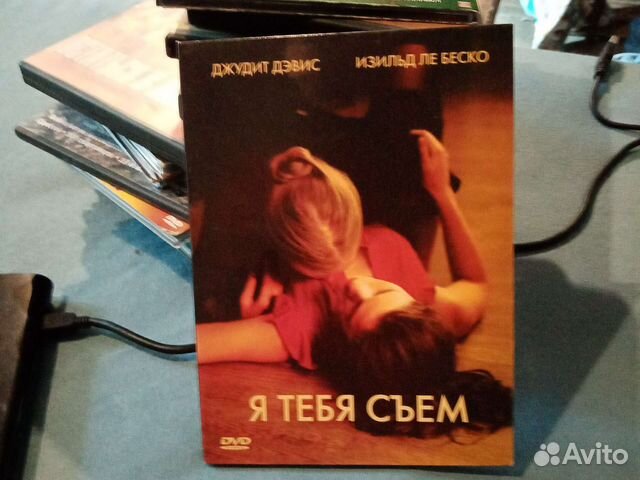 ДЖУДИТ ДЭВИС
ИЗИЛЬД ЛЕ БЕСКО
Я ТЕБЯ СЪЕМ
DVD
Avito